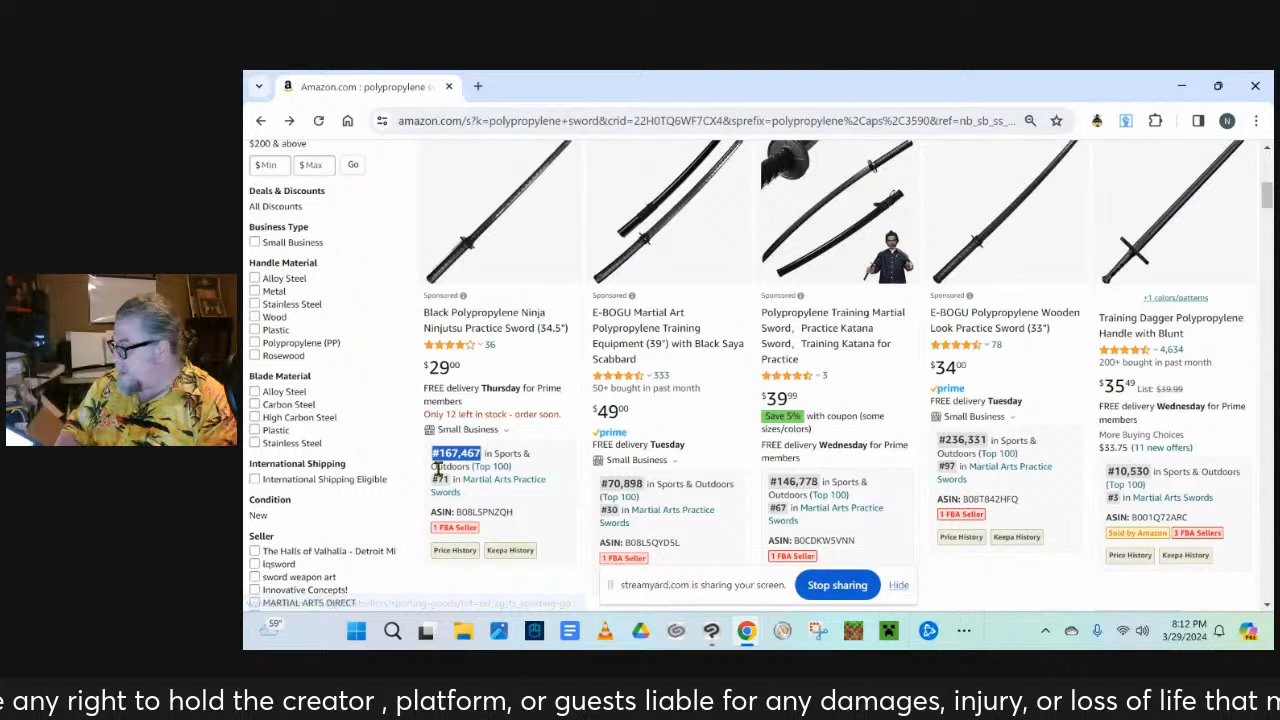 Amazon.com : polypropylene s
amazon.com/s?k=polypropylene+sword&crid=22H0TQ6WF7CX4&sprefix=polypropylene%2Caps%2C3590&ref=nb_sb_ss_...
N
$200 & above
$ Min
$ Max
Go
Deals & Discounts
All Discounts
Business Type
Small Business
Handle Material
Alloy Steel
Metal
Stainless Steel
Wood
Plastic
Polypropylene (PP)
Rosewood
Blade Material
Alloy Steel
Carbon Steel
High Carbon Steel
Plastic
Stainless Steel
International Shipping
International Shipping Eligible
Condition
New
Seller
The Halls of Valhalla - Detroit Mi
lqsword
sword weapon art
Innovative Concepts!
MARTIAL ARTS DIRECT
Sponsored
Black Polypropylene Ninja
Ninjutsu Practice Sword (34.5")
36
$29 00
FREE delivery Thursday for Prime
members
Only 12 left in stock - order soon.
Small Business
#167,467 in Sports &
Outdoors (Top 100)
#71 in Martial Arts Practice
Swords
ASIN: B08L5PNZQH
1 FBA Seller
Price History
Keepa History
Sponsored
E-BOGU Martial Art
Polypropylene Training
Equipment (39") with Black Saya
Scabbard
333
50+ bought in past month
$49 00
prime
FREE delivery Tuesday
Small Business
#70,898 in Sports & Outdoors
(Top 100)
#30 in Martial Arts Practice
Swords
ASIN: B08L5QYD5L
1 FBA Seller
Sponsored
Polypropylene Training Martial
Sword, Practice Katana
Sword, Training Katana for
Practice
3
$39 99
Save 5% with coupon (some
sizes/colors)
FREE delivery Wednesday for Prime
members
#146,778 in Sports &
Outdoors (Top 100)
#67 in Martial Arts Practice
Swords
ASIN: B0CDKW5VNN
1 FBA Seller
Sponsored
E-BOGU Polypropylene Wooden
Look Practice Sword (33")
78
$34 00
prime
FREE delivery Tuesday
Small Business
#236,331 in Sports &
Outdoors (Top 100)
#97 in Martial Arts Practice
Swords
ASIN: B08T842HFQ
1 FBA Seller
Price History
Keepa History
+1 colors/patterns
Training Dagger Polypropylene
Handle with Blunt
4,634
200+ bought in past month
$35 49 List: $39.99
FREE delivery Wednesday for Prime
members
More Buying Choices
$33.75 (11 new offers)
#10,530 in Sports & Outdoors
(Top 100)
#3 in Martial Arts Swords
ASIN: B001Q72ARC
Sold by Amazon
3 FBA Sellers
Price History
Keepa History
streamyard.com is sharing your screen.
Stop sharing
Hide
59°
8:12 PM
3/29/2024
e any right to hold the creator , platform, or guests liable for any damages, injury, or loss of life that m